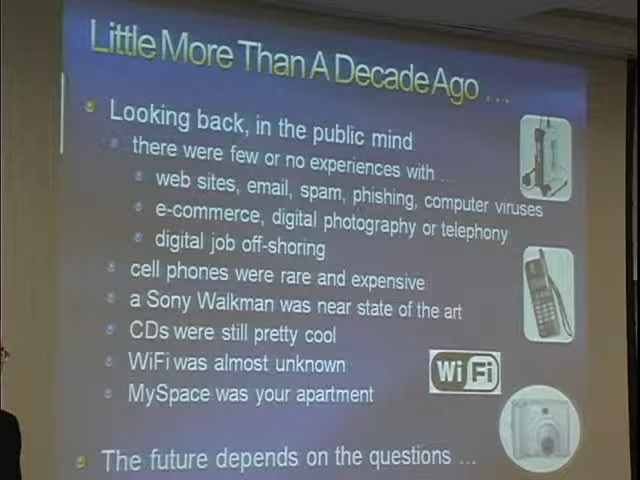 Little More Than A Decade Ago ...
Looking back, in the public mind
there were few or no experiences with ...
web sites, email, spam, phishing, computer viruses
e-commerce, digital photography or telephony
digital job off-shoring
cell phones were rare and expensive
a Sony Walkman was near state of the art
CDs were still pretty cool
WiFi was almost unknown
Wi Fi
MySpace was your apartment
The future depends on the questions ...